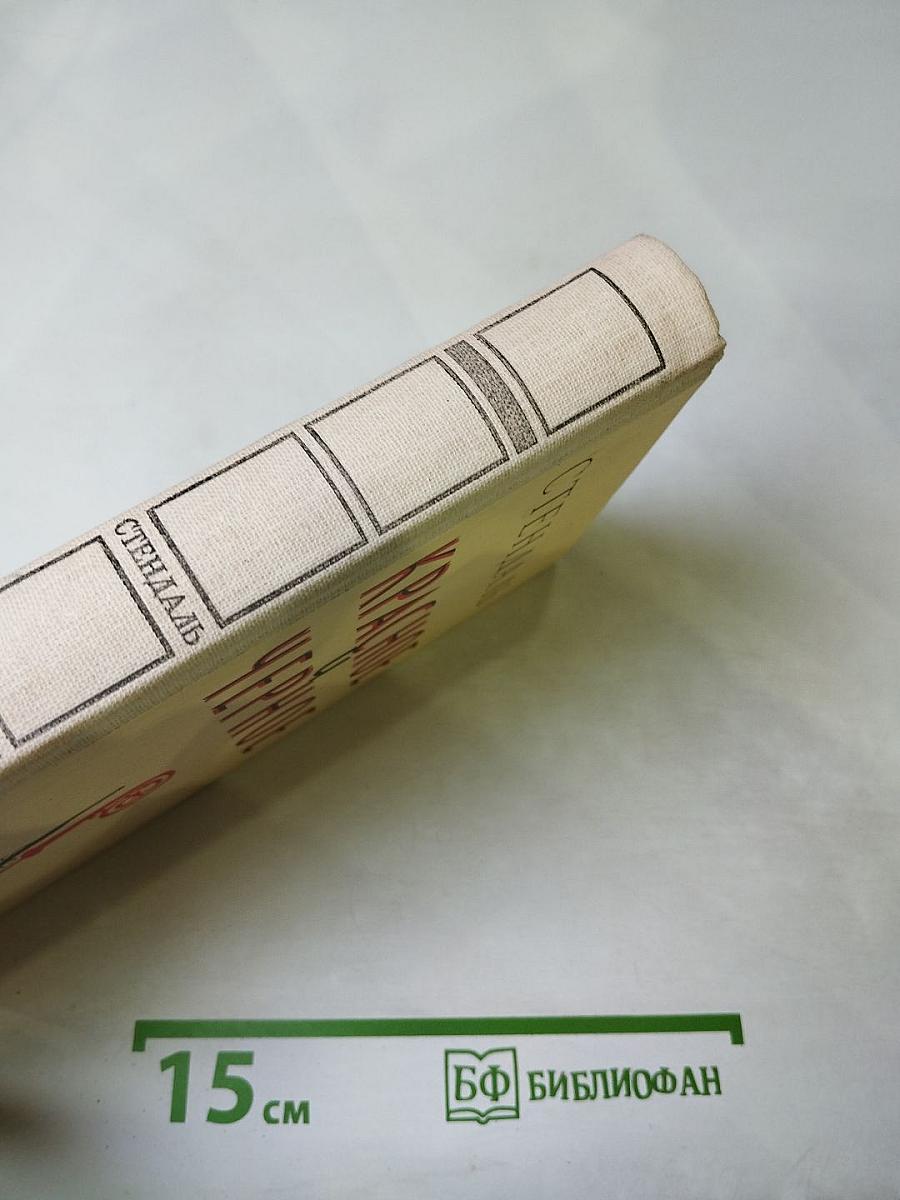 СТЕНДАЛЬ
СТЕНДАЛЬ
КРАСНОЕ
И
ЧЕРНОЕ
15 см
БФ БИБЛИОФАН